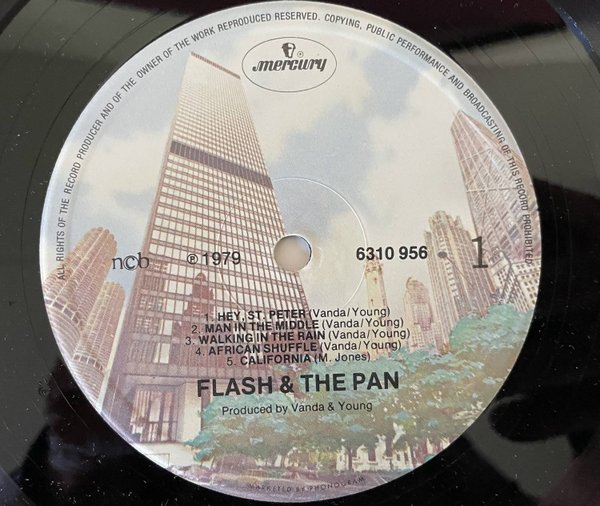 ALL RIGHTS OF THE RECORD PRODUCER AND OF THE OWNER OF THE WORK REPRODUCED RESERVED. COPYING, PUBLIC PERFORMANCE AND BROADCASTING OF THIS RECORD PROHIBITED
mercury
n©b
℗ 1979
6310 956
1
1. HEY, ST. PETER (Vanda/Young)
2. MAN IN THE MIDDLE (Vanda/Young)
3. WALKING IN THE RAIN (Vanda/Young)
4. AFRICAN SHUFFLE (Vanda/Young)
5. CALIFORNIA (M. Jones)
FLASH & THE PAN
Produced by Vanda & Young
MARKETED BY PHONOGRAM